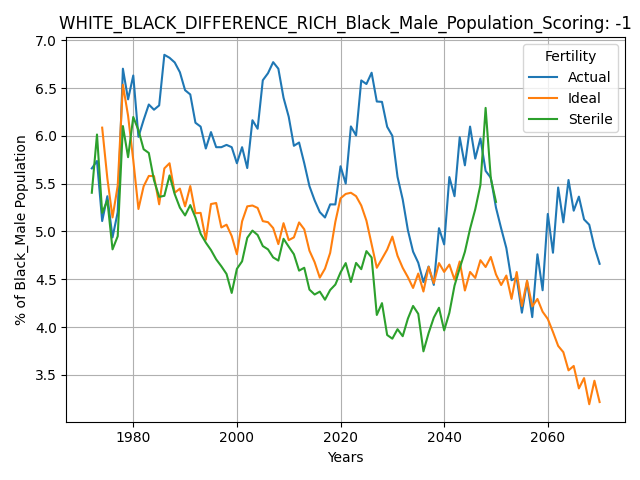 WHITE_BLACK_DIFFERENCE_RICH_Black_Male_Population_Scoring: -1
7.0
6.5
6.0
5.5
5.0
4.5
4.0
3.5
% of Black_Male Population
Fertility
Actual
Ideal
Sterile
1980 2000 2020 2040 2060
Years